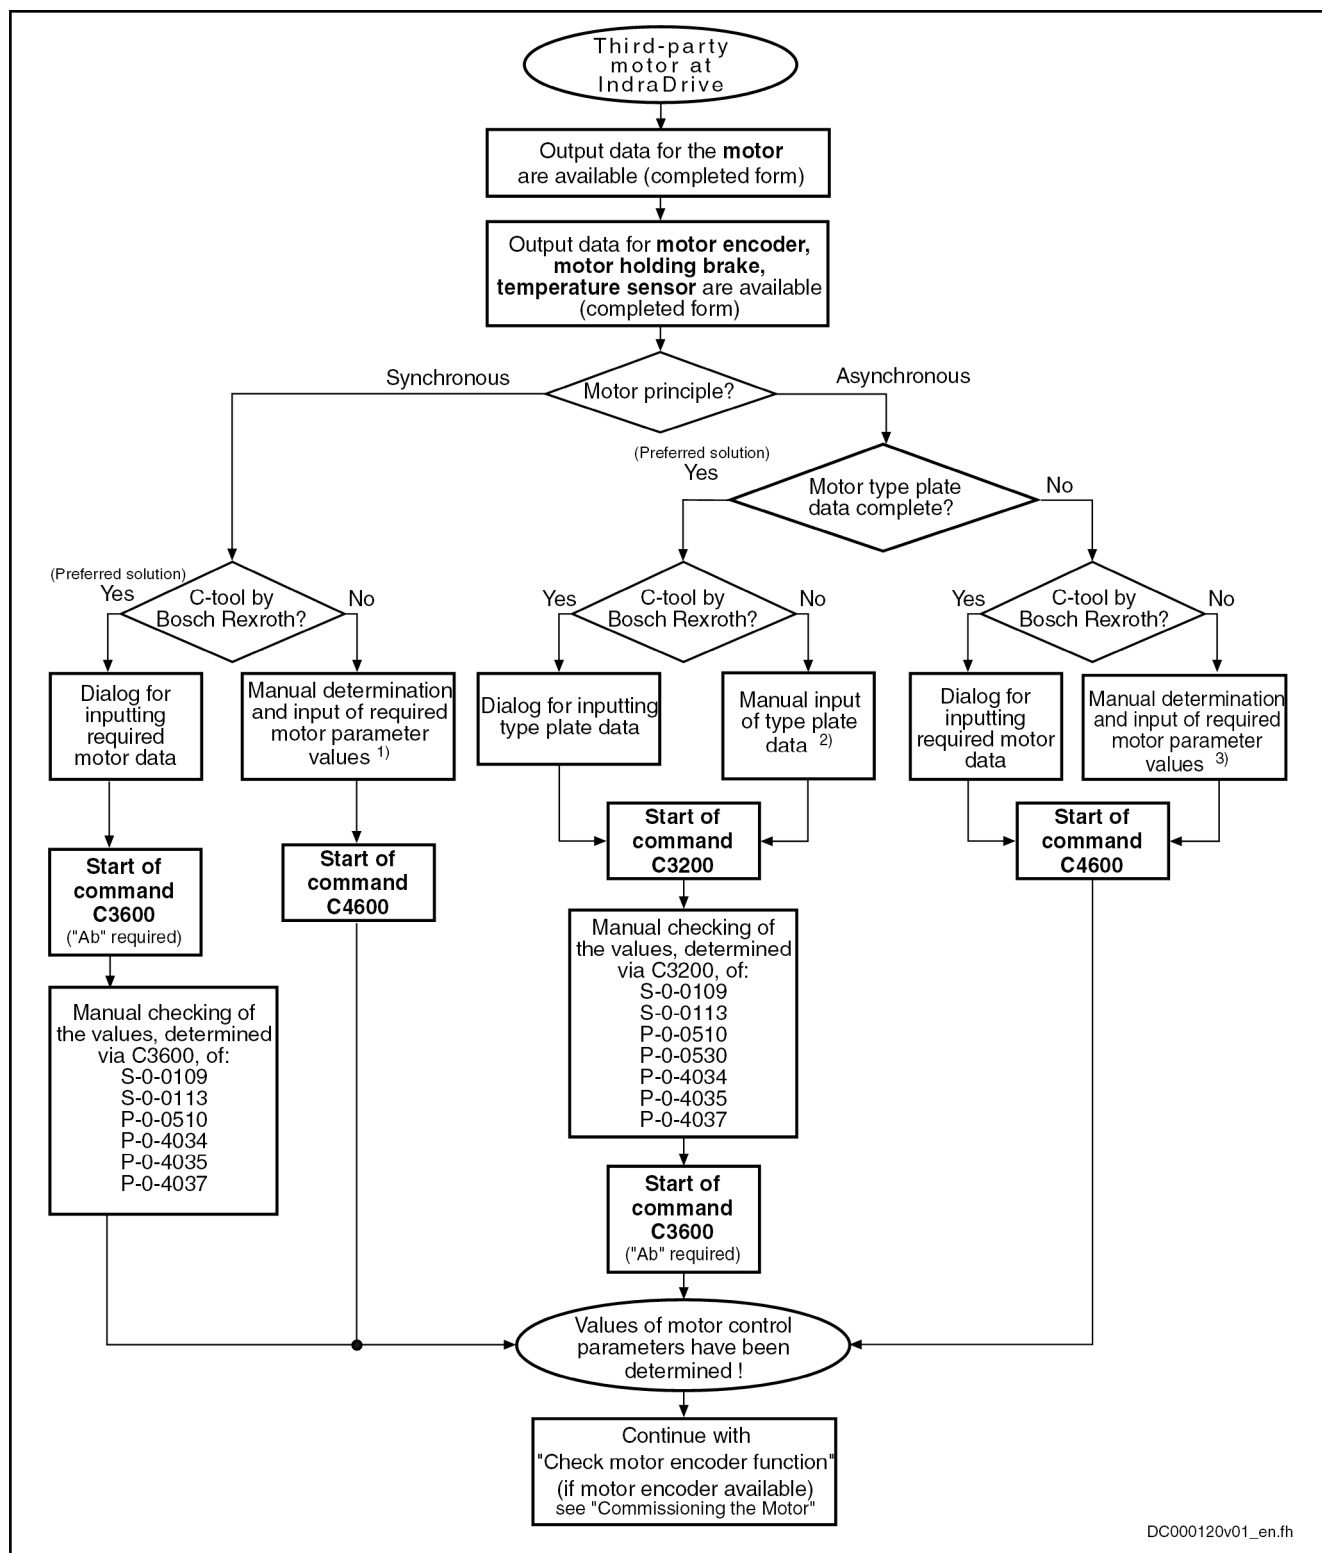 Third-party
motor at
IndraDrive
Output data for the motor
are available (completed form)
Output data for motor encoder,
motor holding brake,
temperature sensor are available
(completed form)
Synchronous
Motor principle?
Asynchronous
(Preferred solution)
Yes
Motor type plate
data complete?
No
(Preferred solution)
Yes
C-tool by
Bosch Rexroth?
No
Yes
C-tool by
Bosch Rexroth?
No
Yes
C-tool by
Bosch Rexroth?
No
Dialog for
inputting
required
motor data
Manual determination
and input of required
motor parameter
values 1)
Dialog for inputting
type plate data
Manual input
of type plate
data 2)
Dialog for
inputting
required motor
data
Manual determination
and input of required
motor parameter
values 3)
Start of
command
C3600
("Ab" required)
Start of
command
C4600
Start of
command
C3200
Start of
command
C4600
Manual checking of
the values, determined
via C3600, of:
S-0-0109
S-0-0113
P-0-0510
P-0-4034
P-0-4035
P-0-4037
Manual checking of
the values, determined
via C3200, of:
S-0-0109
S-0-0113
P-0-0510
P-0-0530
P-0-4034
P-0-4035
P-0-4037
Start of
command
C3600
("Ab" required)
Values of motor control
parameters have been
determined !
Continue with
"Check motor encoder function"
(if motor encoder available)
see "Commissioning the Motor"
DC000120v01_en.fh